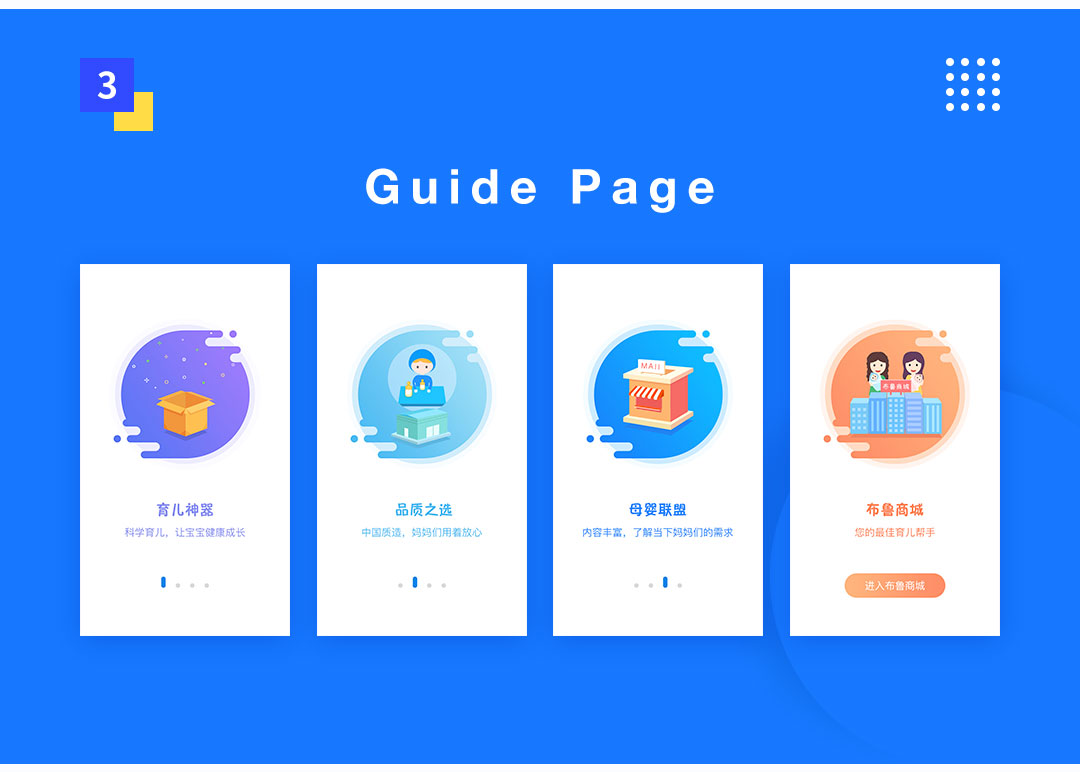 3
Guide Page
MAll
布鲁商城
育儿神器
科学育儿，让宝宝健康成长
品质之选
中国质造，妈妈们用着放心
母婴联盟
内容丰富，了解当下妈妈们的需求
布鲁商城
您的最佳育儿帮手
进入布鲁商城